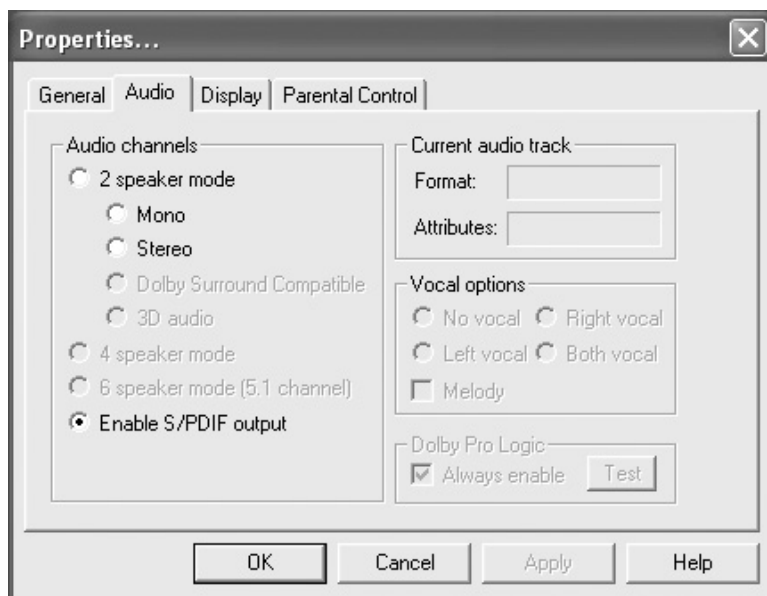 Properties...
General Audio Display Parental Control
Audio channels
2 speaker mode
Mono
Stereo
Dolby Surround Compatible
3D audio
4 speaker mode
6 speaker mode (5.1 channel)
Enable S/PDIF output
Current audio track
Format:
Attributes:
Vocal options
No vocal Right vocal
Left vocal Both vocal
Melody
Dolby Pro Logic
Always enable Test
OK Cancel Apply Help